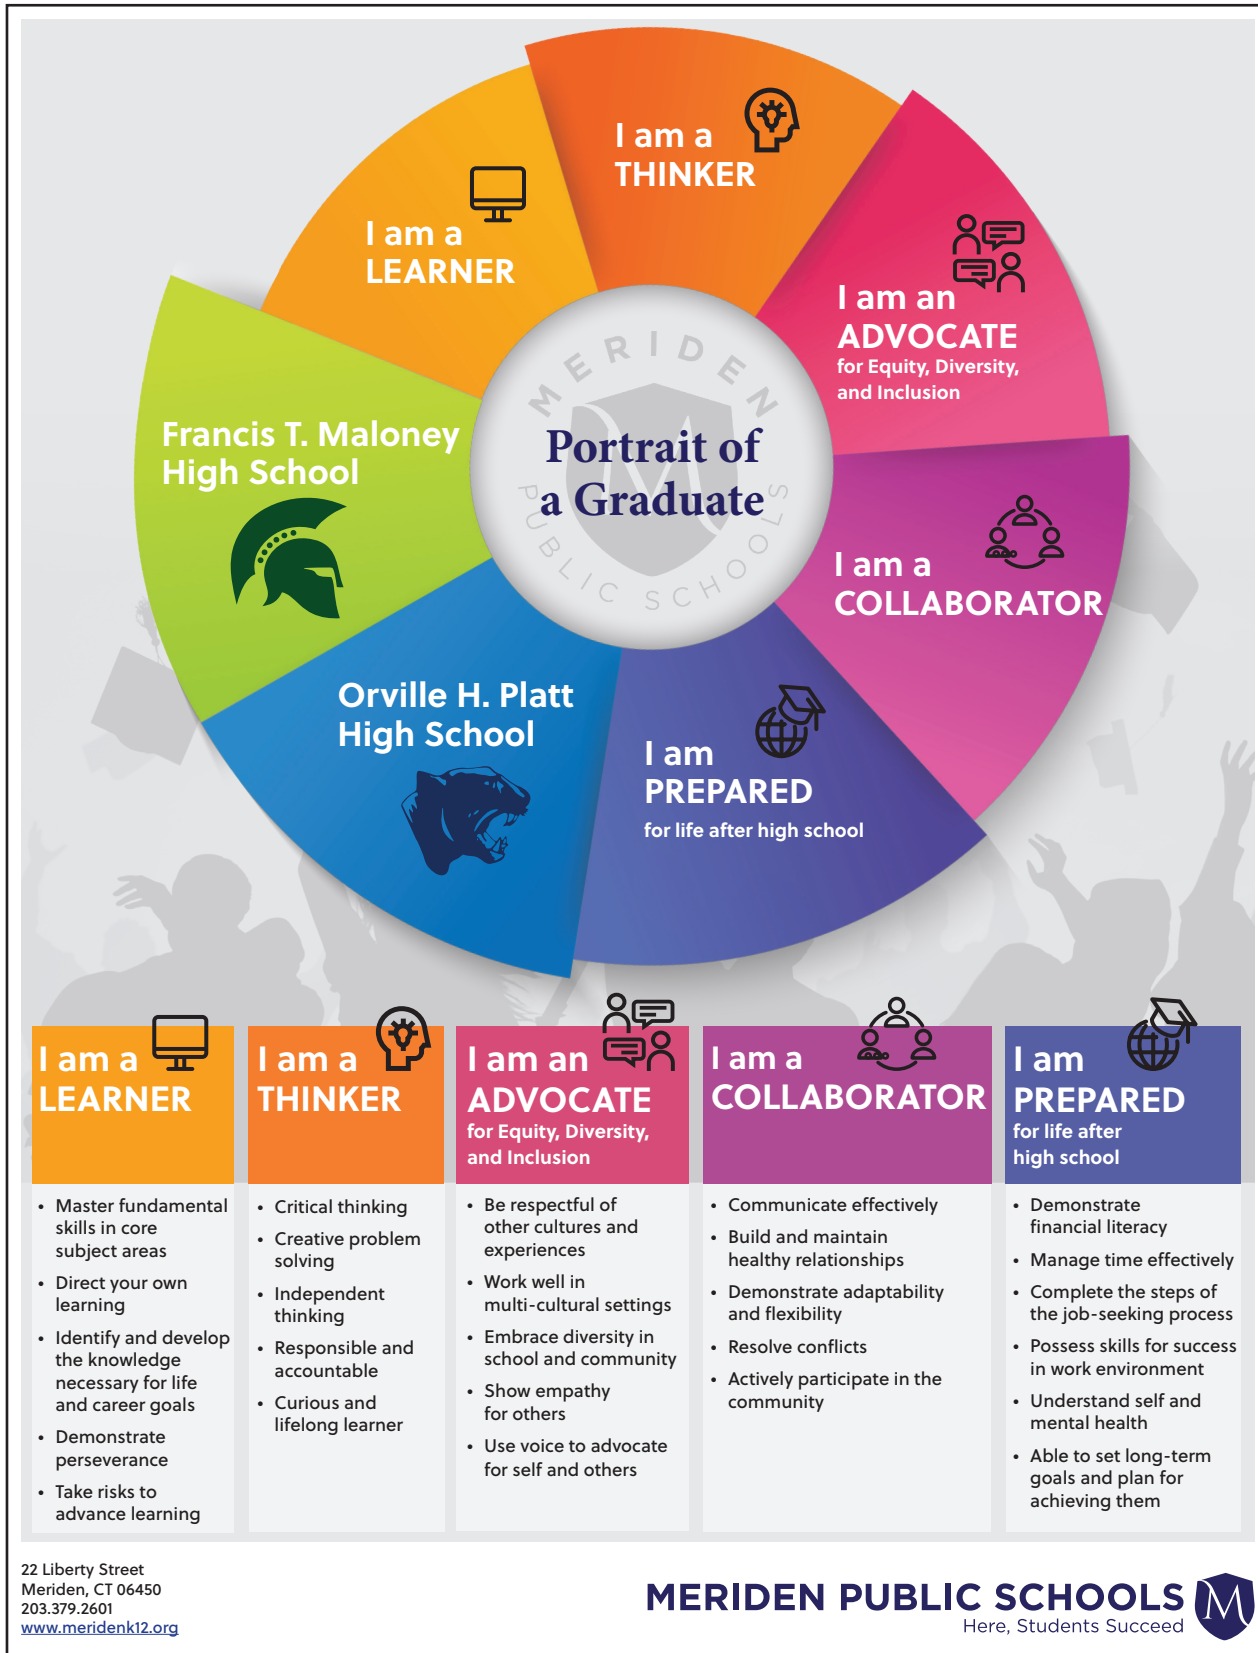 I am a
THINKER
I am a
LEARNER
I am an
ADVOCATE
for Equity, Diversity,
and Inclusion
Francis T. Maloney
High School
MERIDEN
Portrait of
a Graduate
PUBLIC SCHOOLS
M
I am a
COLLABORATOR
Orville H. Platt
High School
I am
PREPARED
for life after high school
I am a
LEARNER
• Master fundamental
skills in core
subject areas
• Direct your own
learning
• Identify and develop
the knowledge
necessary for life
and career goals
• Demonstrate
perseverance
• Take risks to
advance learning
I am a
THINKER
• Critical thinking
• Creative problem
solving
• Independent
thinking
• Responsible and
accountable
• Curious and
lifelong learner
I am an
ADVOCATE
for Equity, Diversity,
and Inclusion
• Be respectful of
other cultures and
experiences
• Work well in
multi-cultural settings
• Embrace diversity in
school and community
• Show empathy
for others
• Use voice to advocate
for self and others
I am a
COLLABORATOR
• Communicate effectively
• Build and maintain
healthy relationships
• Demonstrate adaptability
and flexibility
• Resolve conflicts
• Actively participate in the
community
I am
PREPARED
for life after
high school
• Demonstrate
financial literacy
• Manage time effectively
• Complete the steps of
the job-seeking process
• Possess skills for success
in work environment
• Understand self and
mental health
• Able to set long-term
goals and plan for
achieving them
22 Liberty Street
Meriden, CT 06450
203.379.2601
www.meridenk12.org
MERIDEN PUBLIC SCHOOLS
Here, Students Succeed
M